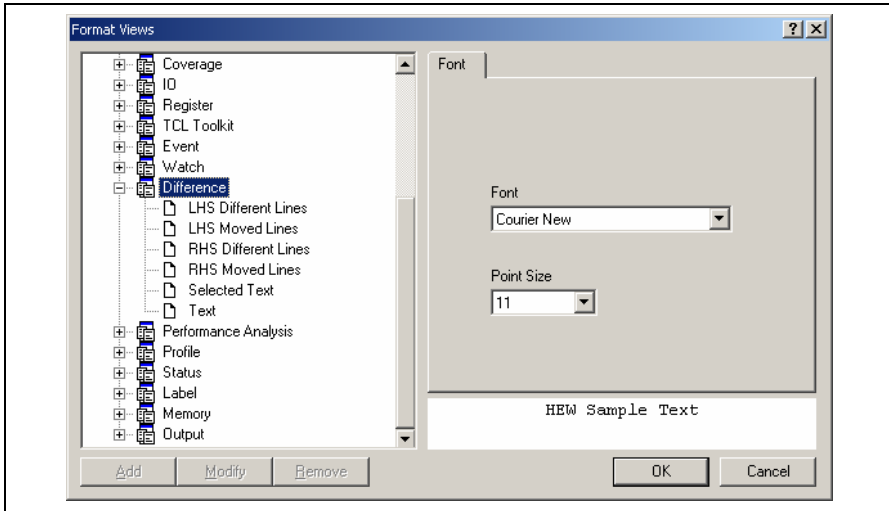 Format Views
Coverage
IO
Register
TCL Toolkit
Event
Watch
Difference
LHS Different Lines
LHS Moved Lines
RHS Different Lines
RHS Moved Lines
Selected Text
Text
Performance Analysis
Profile
Status
Label
Memory
Output
Add Modify Remove
Font
Font
Courier New
Point Size
11
HEW Sample Text
OK Cancel